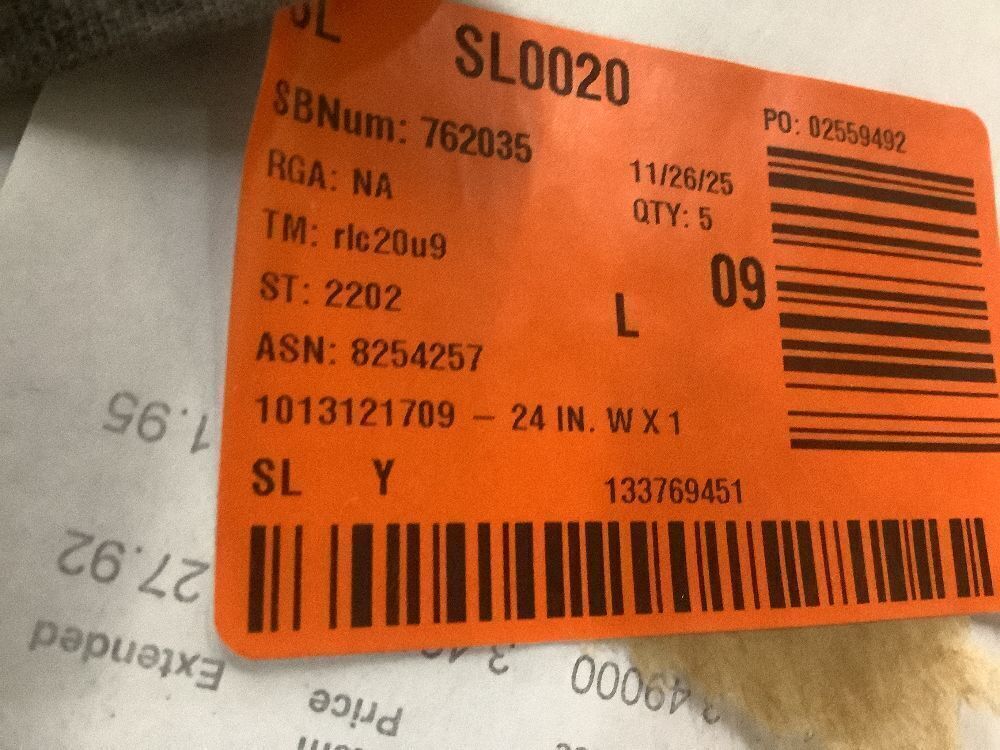 SL SL0020
SBNum: 762035
PO: 02559492
RGA: NA
11/26/25
TM: rlc20u9
QTY: 5
ST: 2202
L 09
ASN: 8254257
1013121709 – 24 IN. W X 1
SL Y 133769451
1.95
27.92
Extended
Price